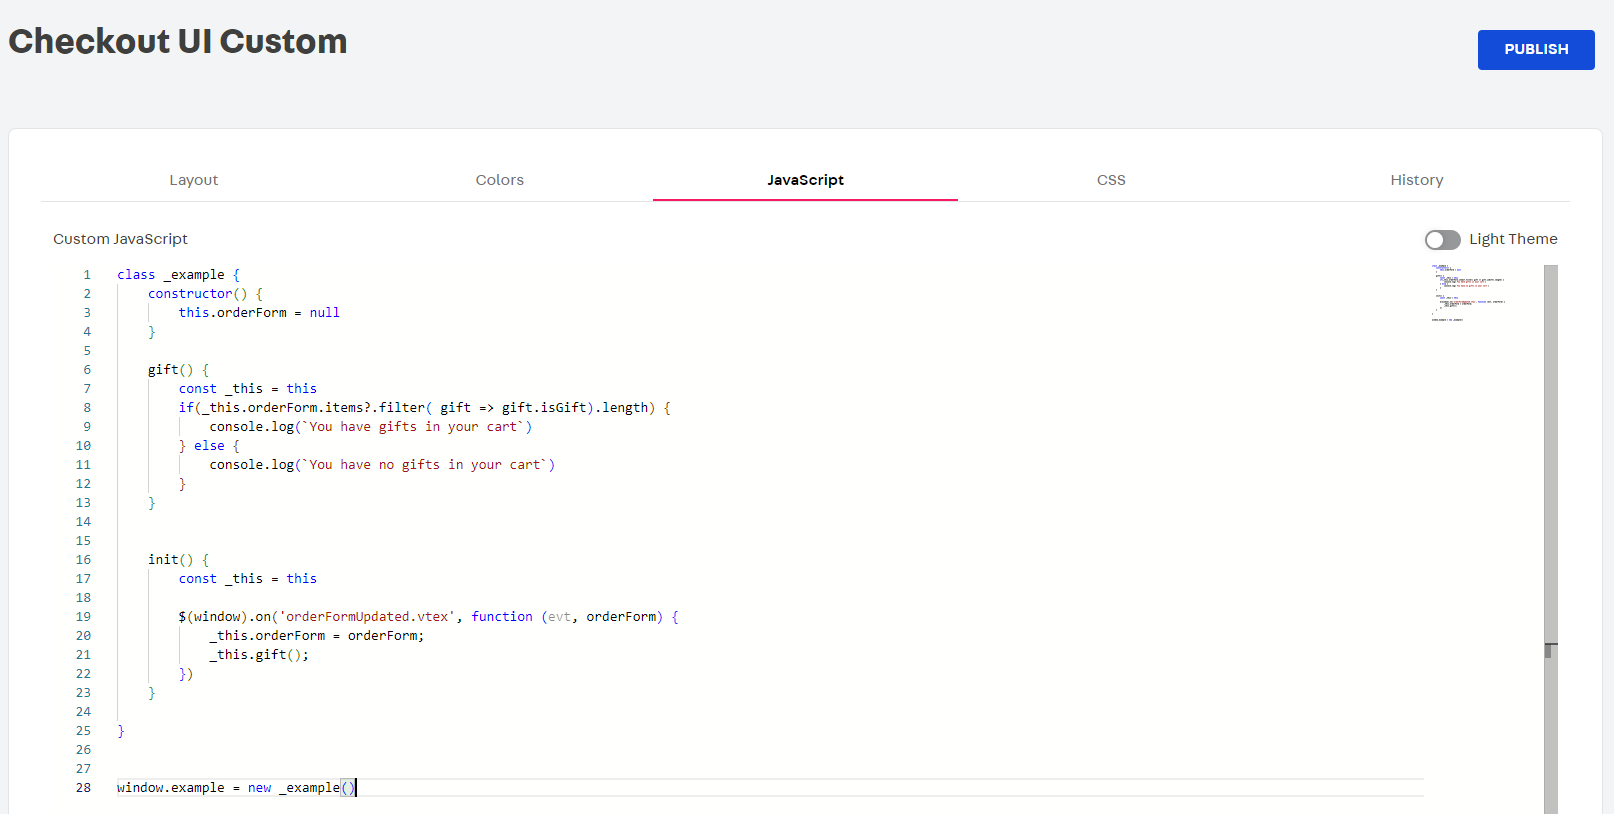 Checkout UI Custom
PUBLISH
Layout Colors JavaScript CSS History
Custom JavaScript
Light Theme
1 class _example {
2     constructor() {
3         this.orderForm = null
4     }
5
6     gift() {
7         const _this = this
8         if(_this.orderForm.items?.filter( gift => gift.isGift).length) {
9             console.log(`You have gifts in your cart`)
10         } else {
11             console.log(`You have no gifts in your cart`)
12         }
13     }
14
15
16     init() {
17         const _this = this
18
19         $(window).on('orderFormUpdated.vtex', function (evt, orderForm) {
20             _this.orderForm = orderForm;
21             _this.gift();
22         })
23     }
24
25 }
26
27
28 window.example = new _example()